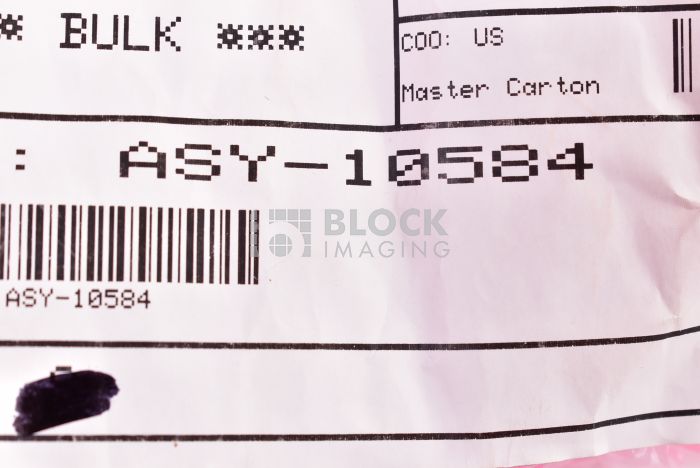 * BULK ***
COO: US
Master Carton
: ASY-10584
BLOCK
IMAGING
ASY-10584